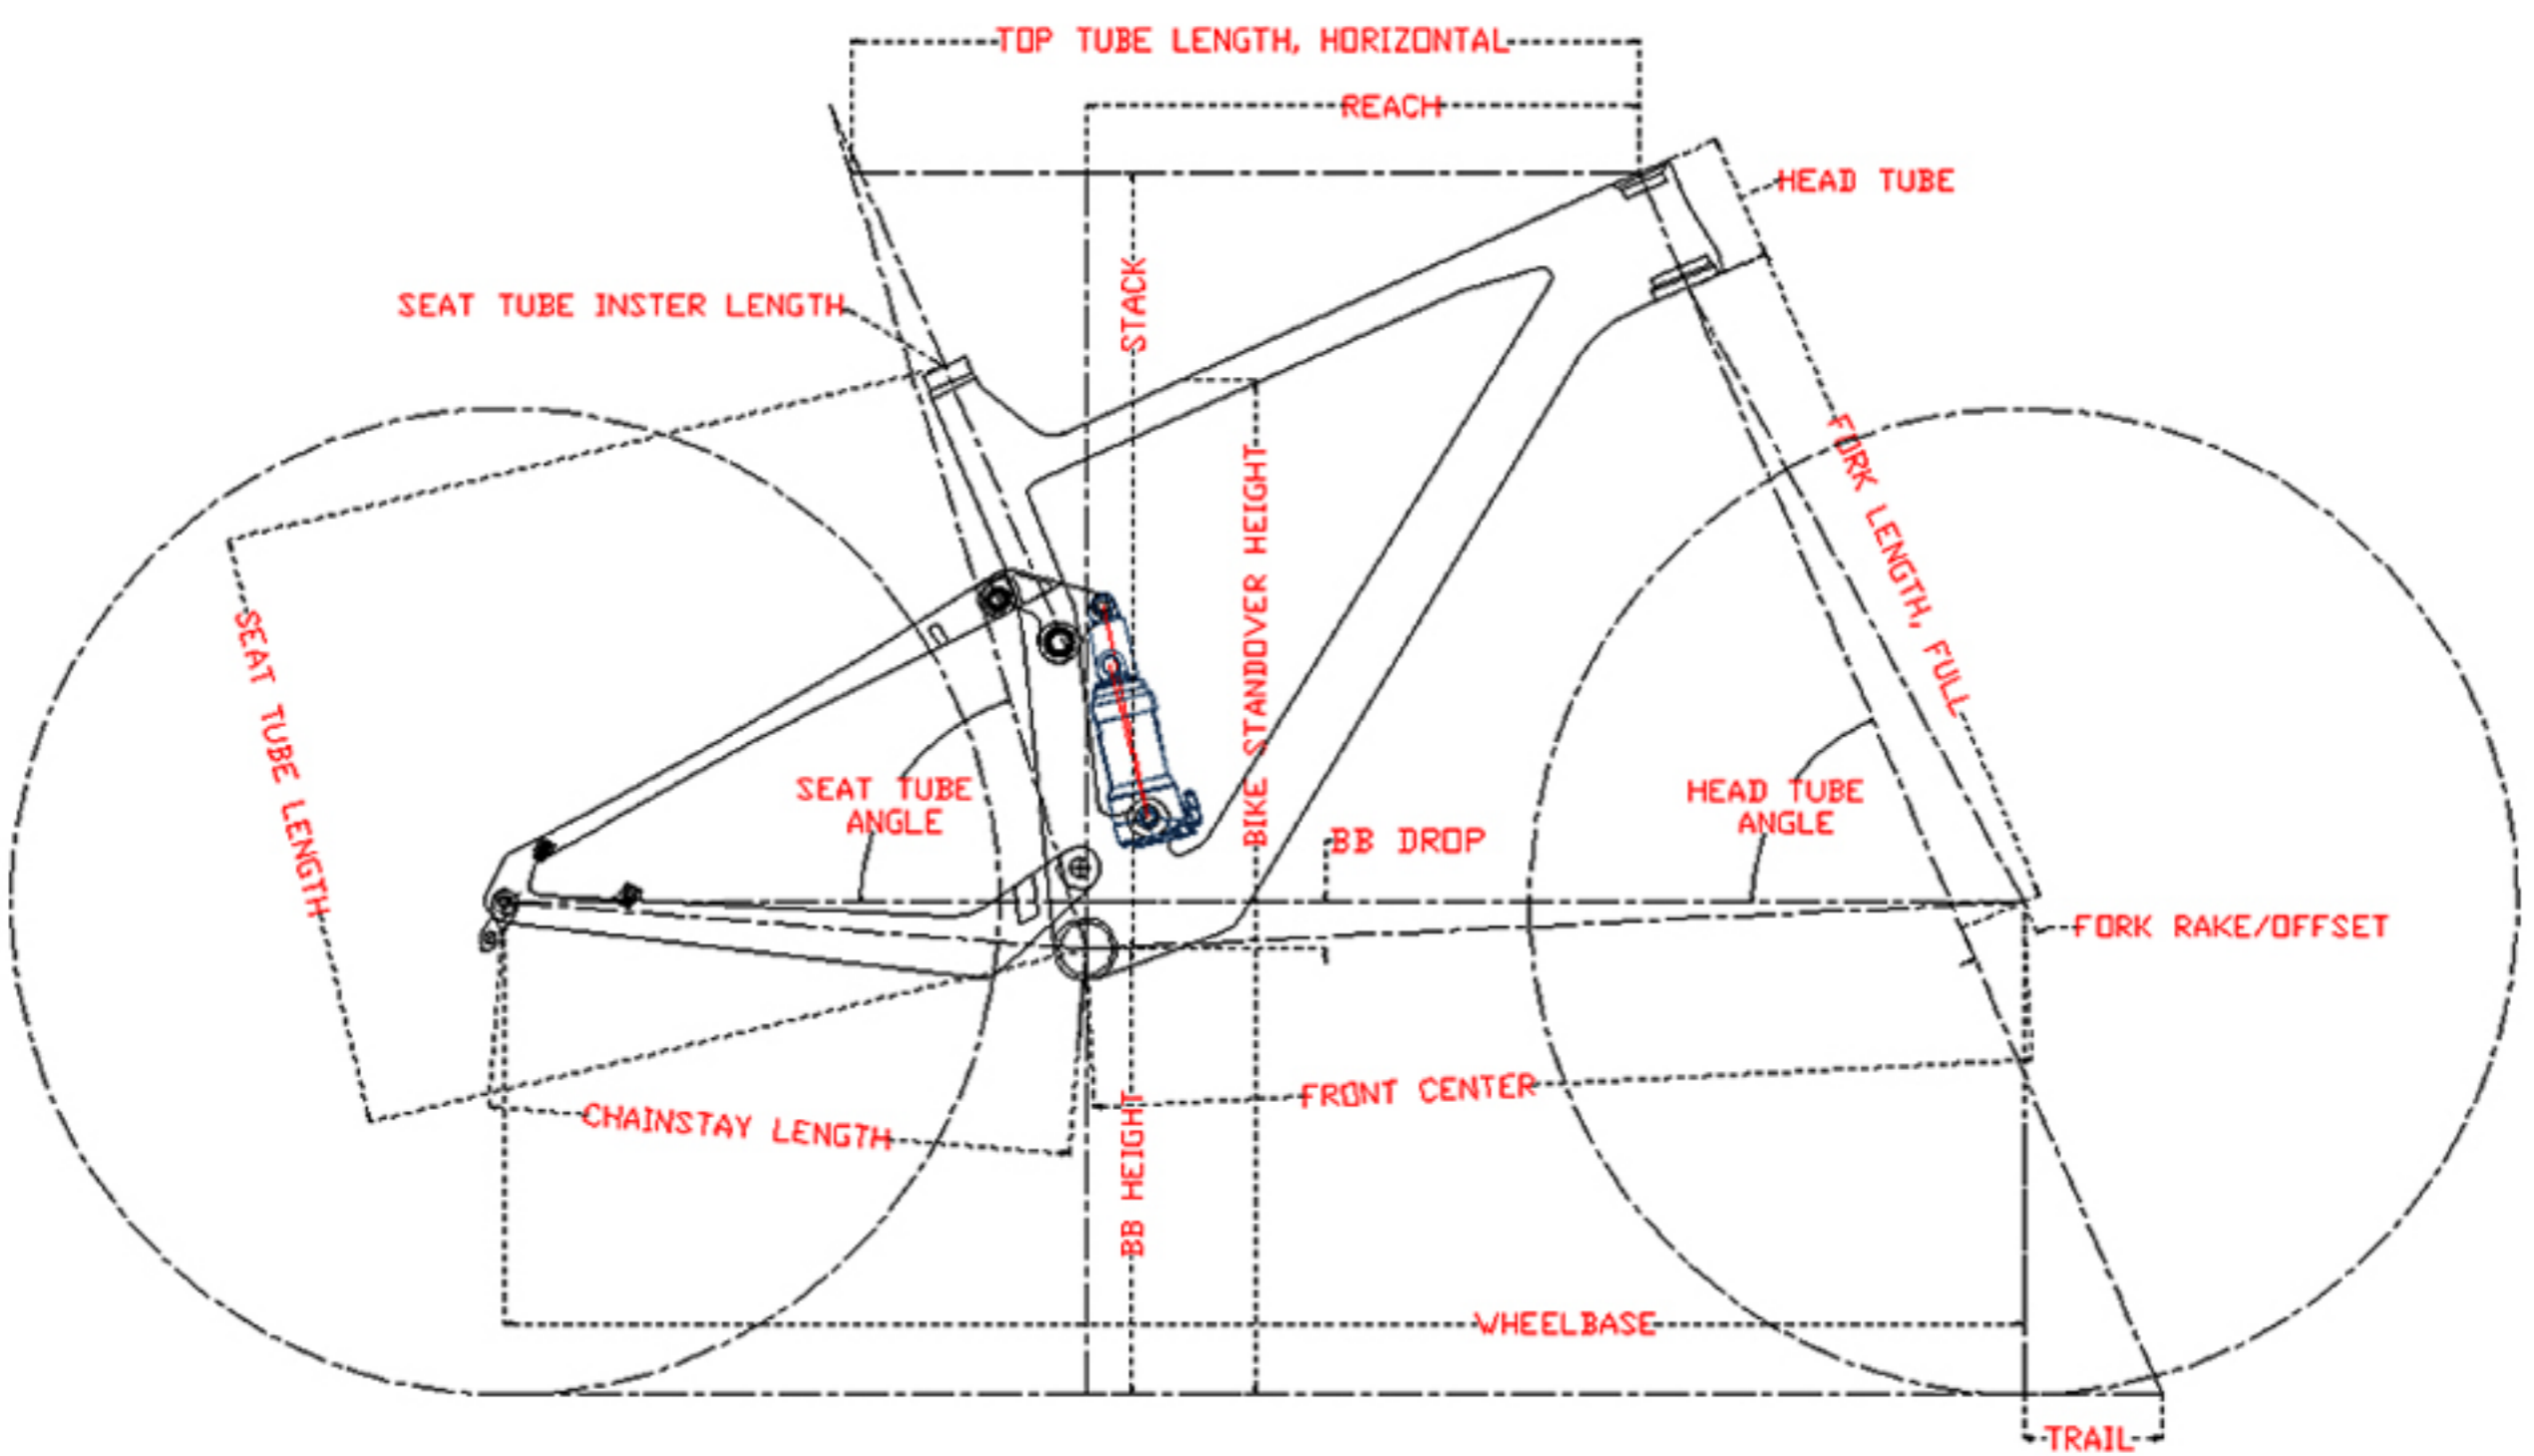 TOP TUBE LENGTH, HORIZONTAL
REACH
HEAD TUBE
SEAT TUBE INSTER LENGTH
STACK
FORK LENGTH, FULL
BIKE STANDOVER HEIGHT
SEAT TUBE LENGTH
SEAT TUBE
ANGLE
HEAD TUBE
ANGLE
BB DROP
FORK RAKE/OFFSET
FRONT CENTER
CHAINSTAY LENGTH
BB HEIGHT
WHEELBASE
TRAIL